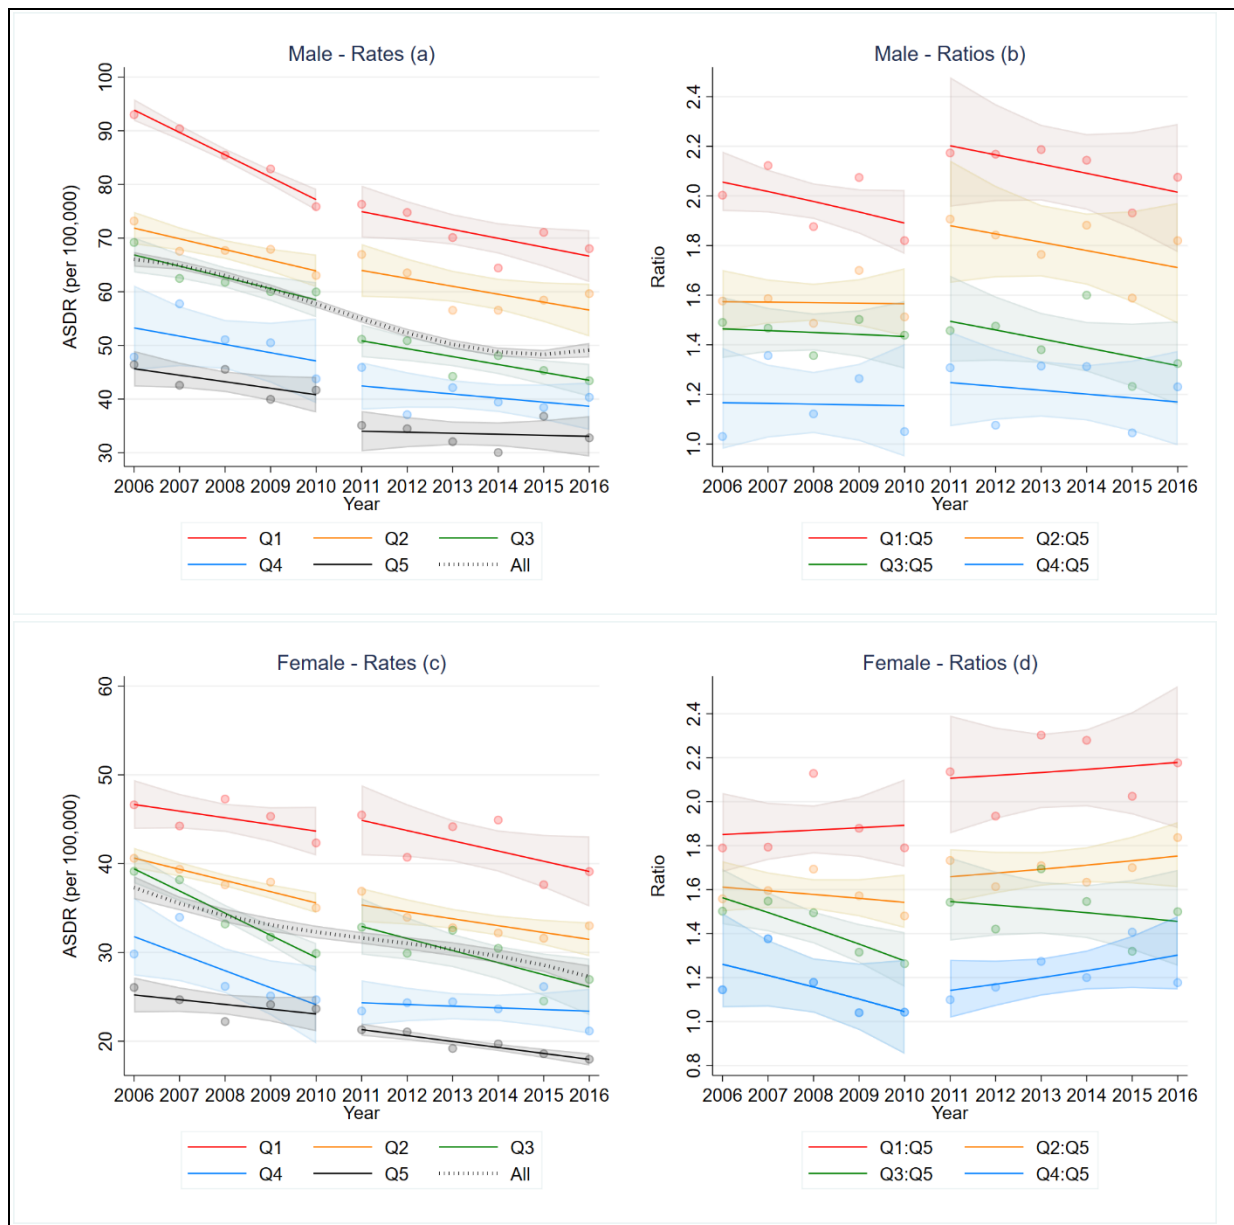 Male - Rates (a)
ASDR (per 100,000)
100
90
80
70
60
50
40
30
2006 2007 2008 2009 2010 2011 2012 2013 2014 2015 2016
Year
Q1 Q2 Q3
Q4 Q5 All
Male - Ratios (b)
Ratio
2.4
2.2
2.0
1.8
1.6
1.4
1.2
1.0
2006 2007 2008 2009 2010 2011 2012 2013 2014 2015 2016
Year
Q1:Q5 Q2:Q5
Q3:Q5 Q4:Q5
Female - Rates (c)
ASDR (per 100,000)
60
50
40
30
20
2006 2007 2008 2009 2010 2011 2012 2013 2014 2015 2016
Year
Q1 Q2 Q3
Q4 Q5 All
Female - Ratios (d)
Ratio
2.4
2.2
2.0
1.8
1.6
1.4
1.2
1.0
0.8
2006 2007 2008 2009 2010 2011 2012 2013 2014 2015 2016
Year
Q1:Q5 Q2:Q5
Q3:Q5 Q4:Q5